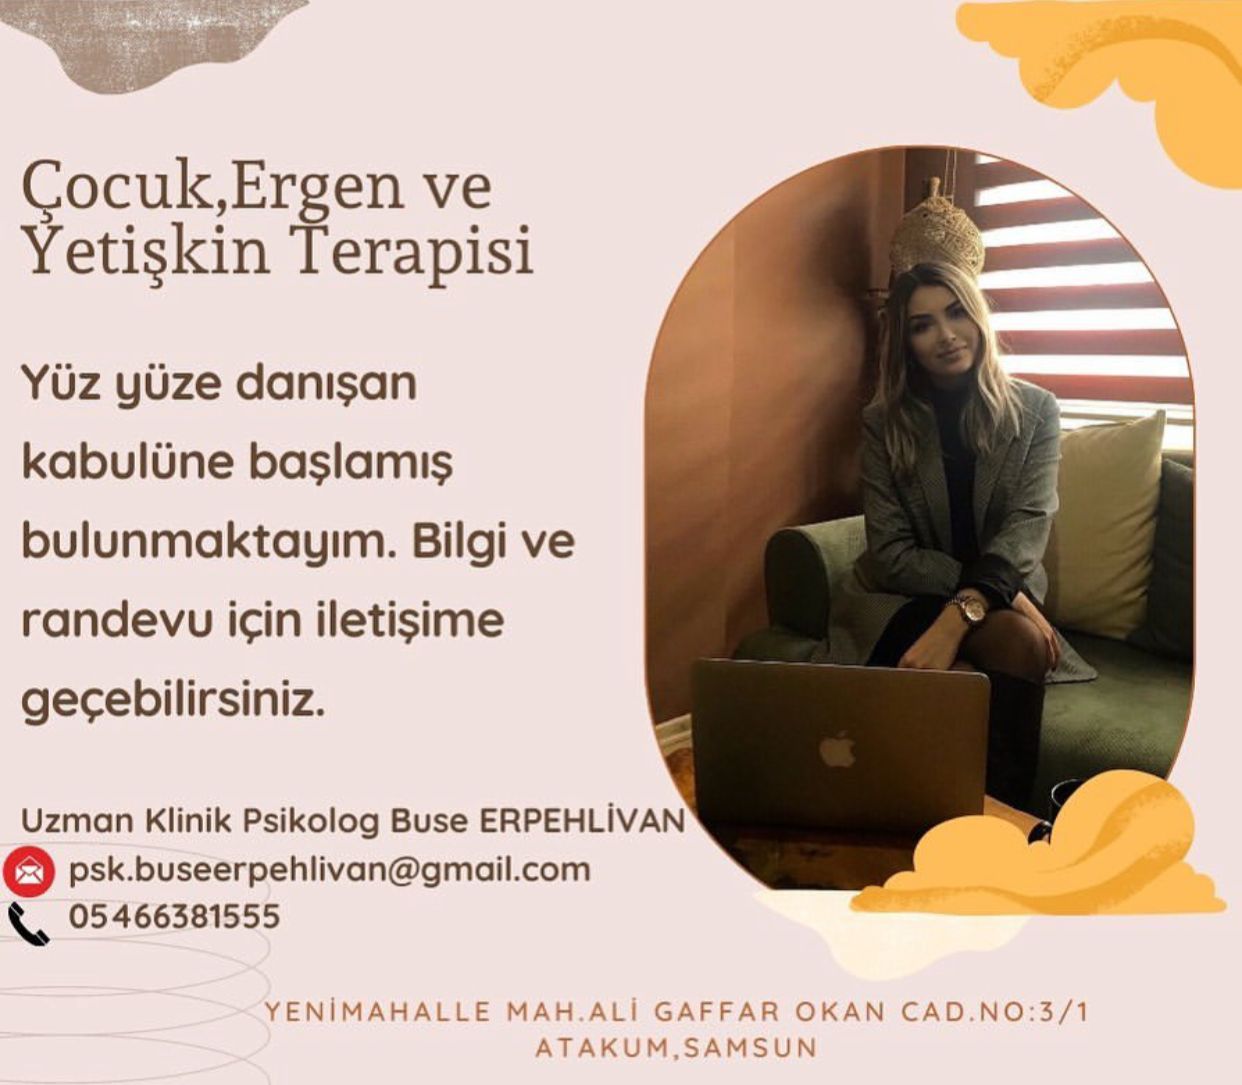 Çocuk,Ergen ve
Yetişkin Terapisi
Yüz yüze danışan
kabulüne başlamış
bulunmaktayım. Bilgi ve
randevu için iletişime
geçebilirsiniz.
Uzman Klinik Psikolog Buse ERPEHLİVAN
psk.buseerpehlivan@gmail.com
05466381555
YENİMAHALLE MAH.ALİ GAFFAR OKAN CAD.NO:3/1
ATAKUM,SAMSUN